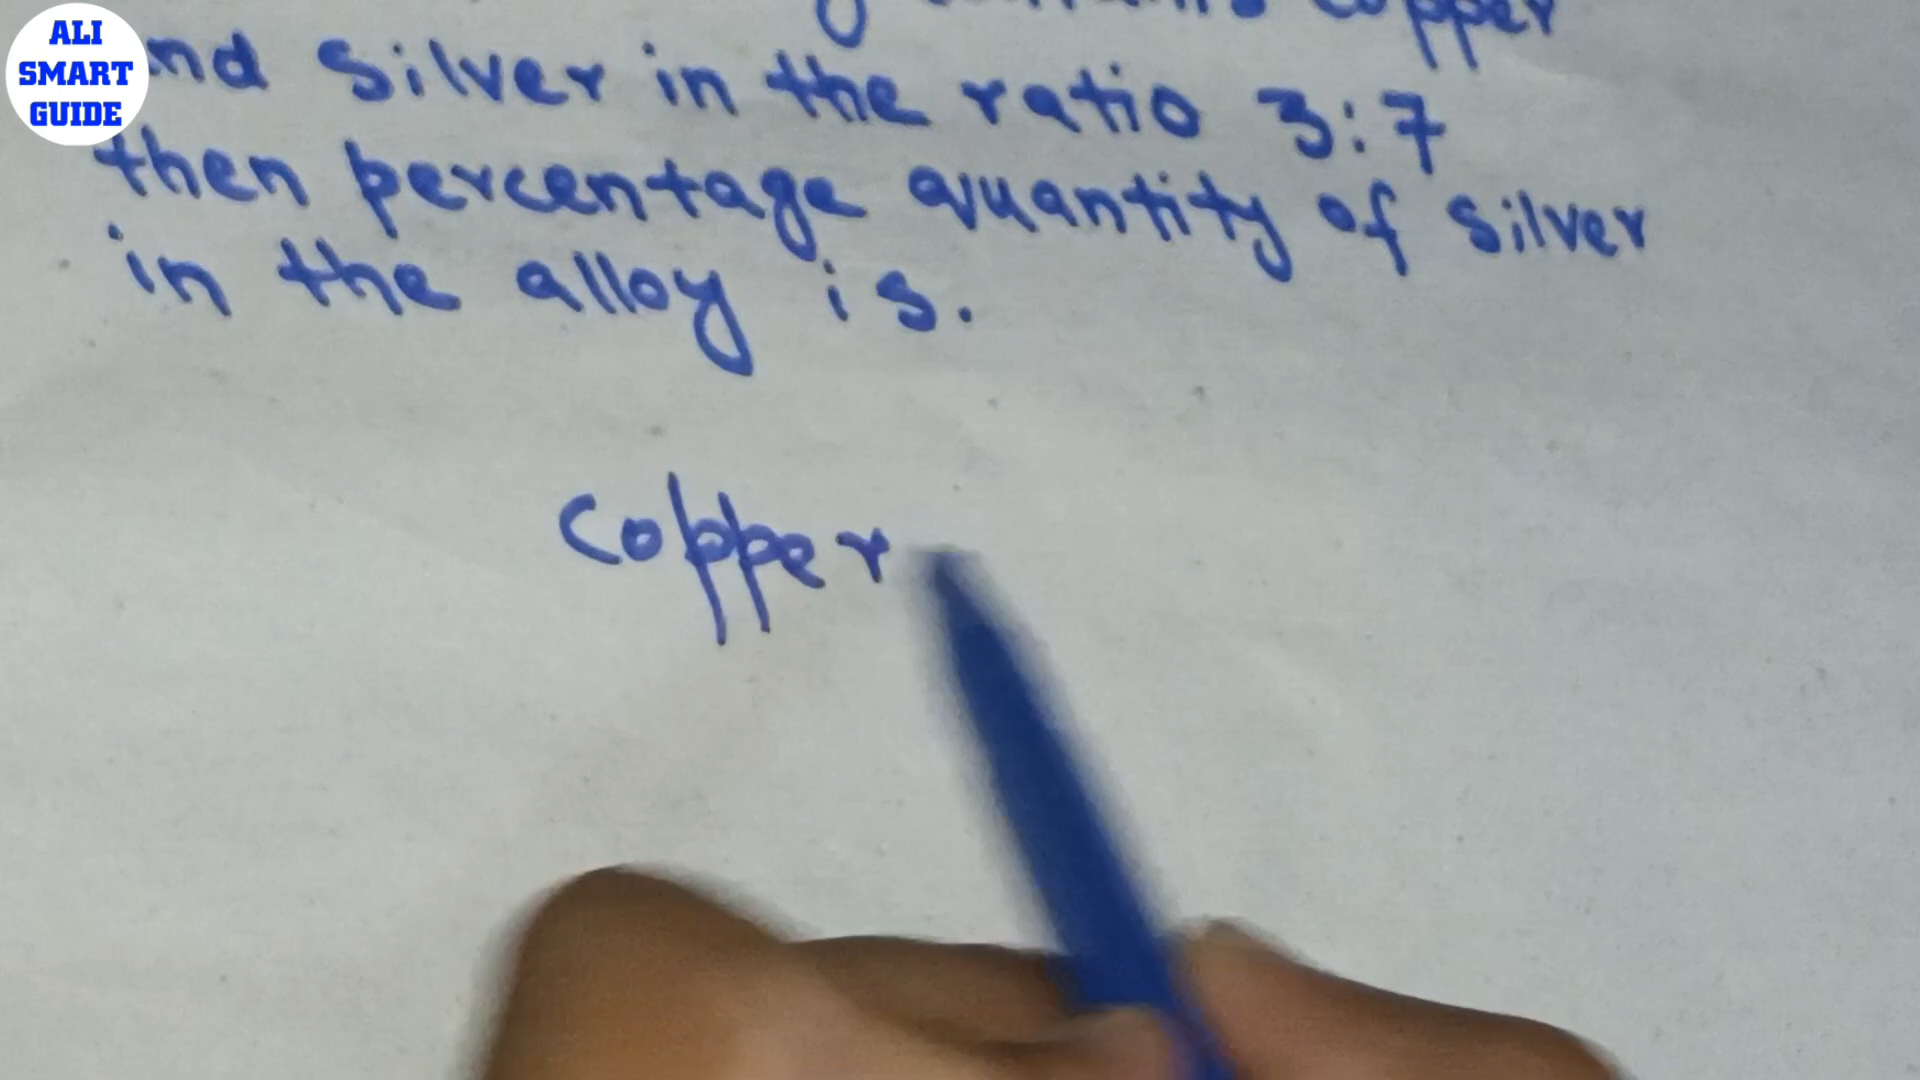 ALI
SMART
GUIDE
copper
nd silver in the ratio 3:7
then percentage quantity of silver
in the alloy is.
copper